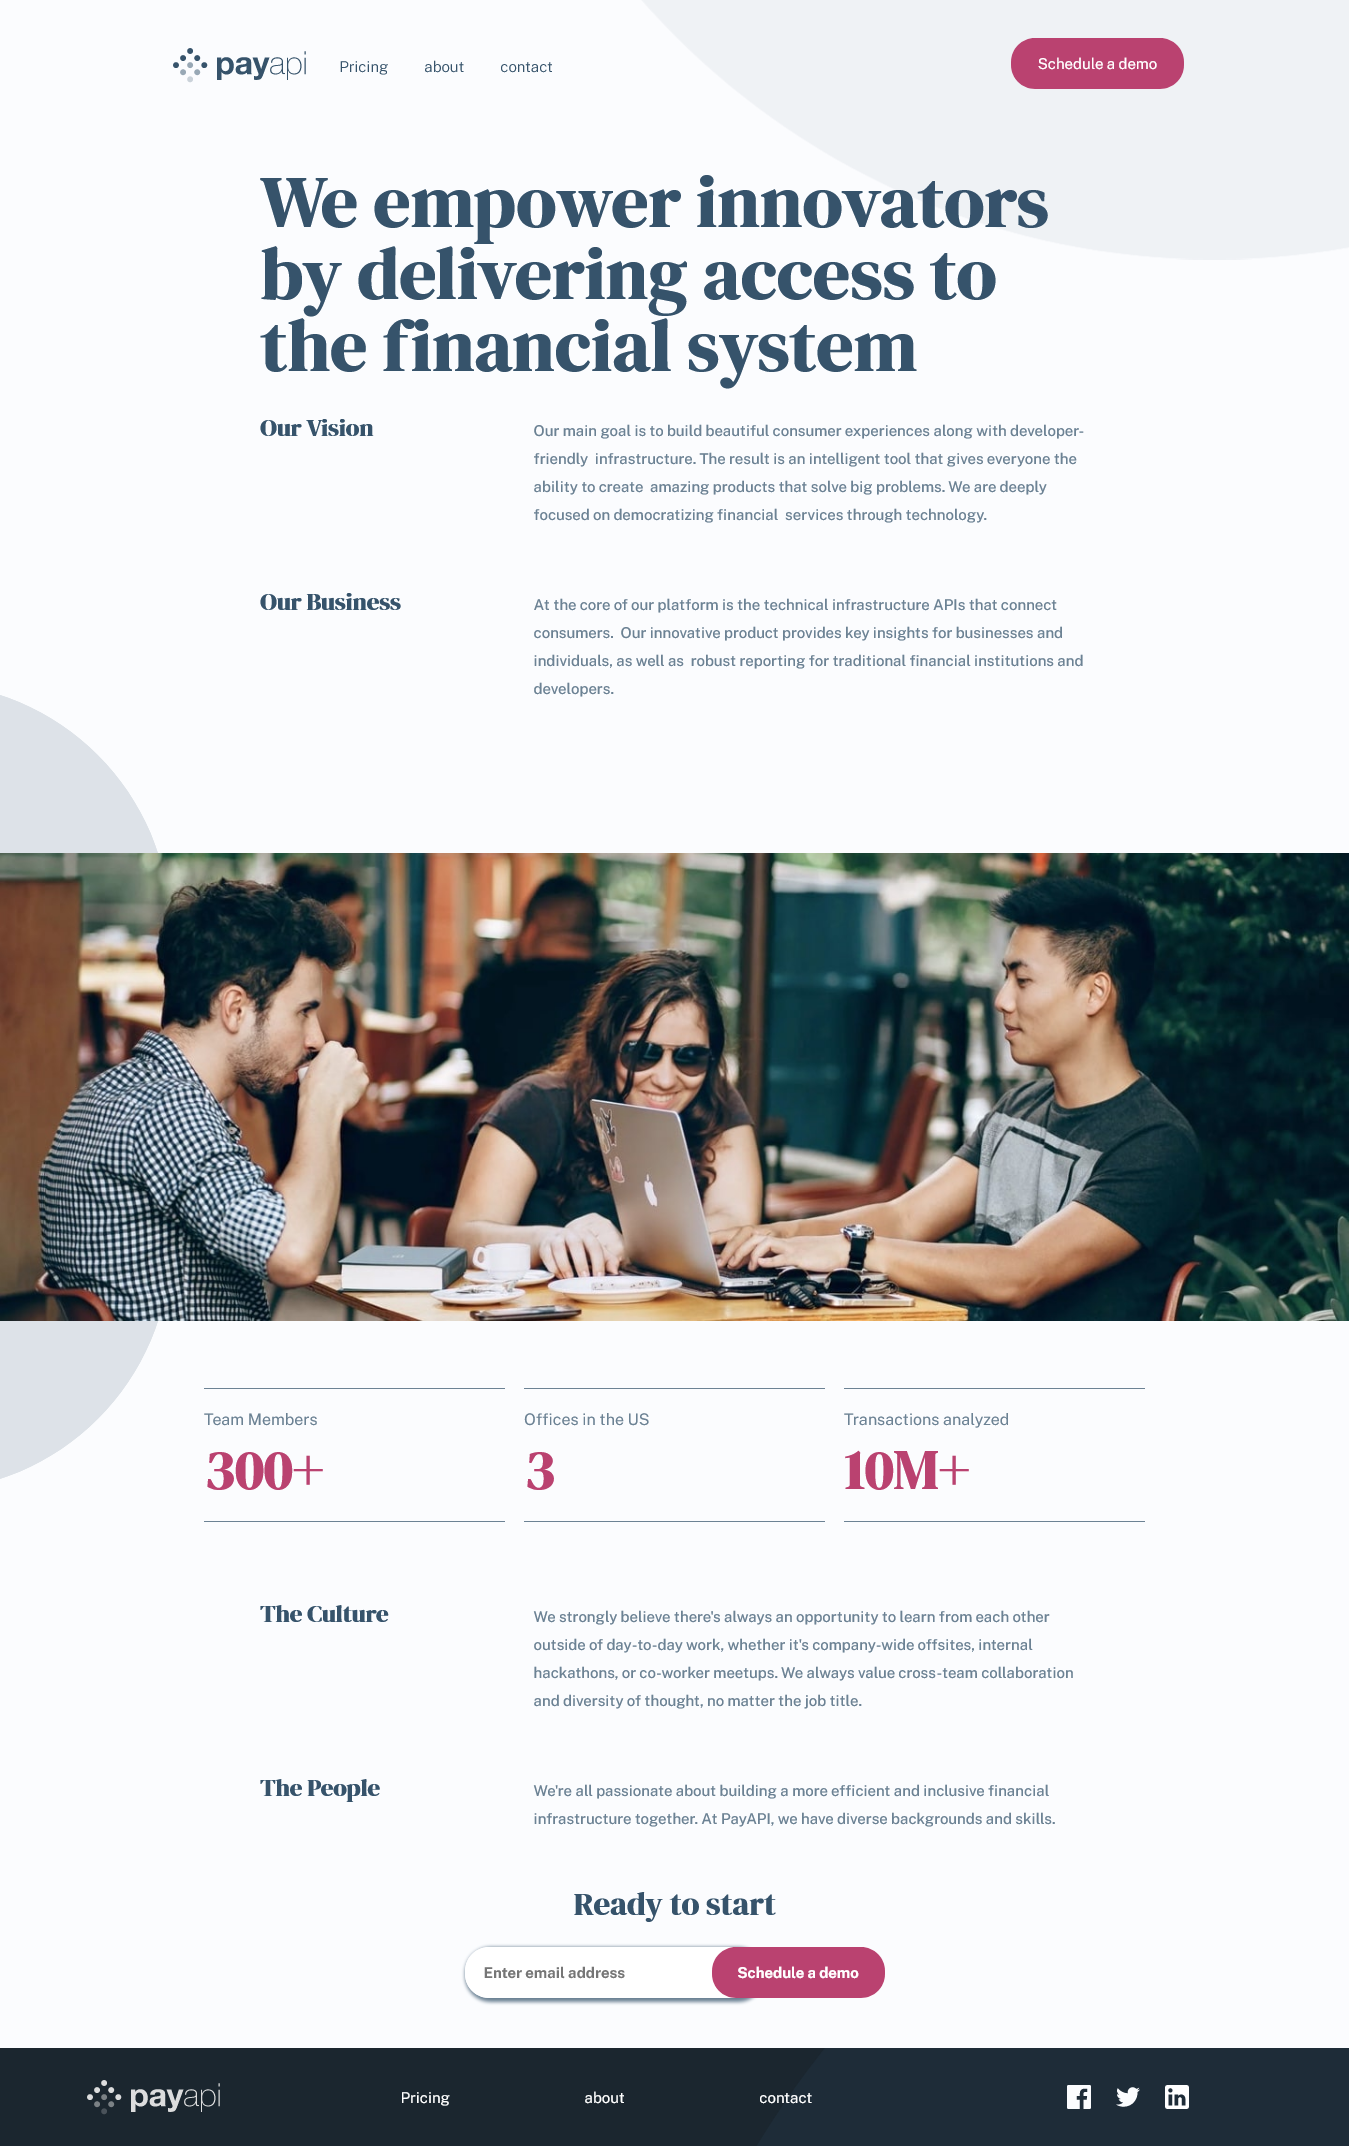 payapi Pricing about contact Schedule a demo
We empower innovators
by delivering access to
the financial system
Our Vision
Our main goal is to build beautiful consumer experiences along with developer-
friendly infrastructure. The result is an intelligent tool that gives everyone the
ability to create amazing products that solve big problems. We are deeply
focused on democratizing financial services through technology.
Our Business
At the core of our platform is the technical infrastructure APIs that connect
consumers. Our innovative product provides key insights for businesses and
individuals, as well as robust reporting for traditional financial institutions and
developers.
Team Members
300+
Offices in the US
3
Transactions analyzed
10M+
The Culture
We strongly believe there's always an opportunity to learn from each other
outside of day-to-day work, whether it's company-wide offsites, internal
hackathons, or co-worker meetups. We always value cross-team collaboration
and diversity of thought, no matter the job title.
The People
We're all passionate about building a more efficient and inclusive financial
infrastructure together. At PayAPI, we have diverse backgrounds and skills.
Ready to start
Enter email address Schedule a demo
payapi Pricing about contact